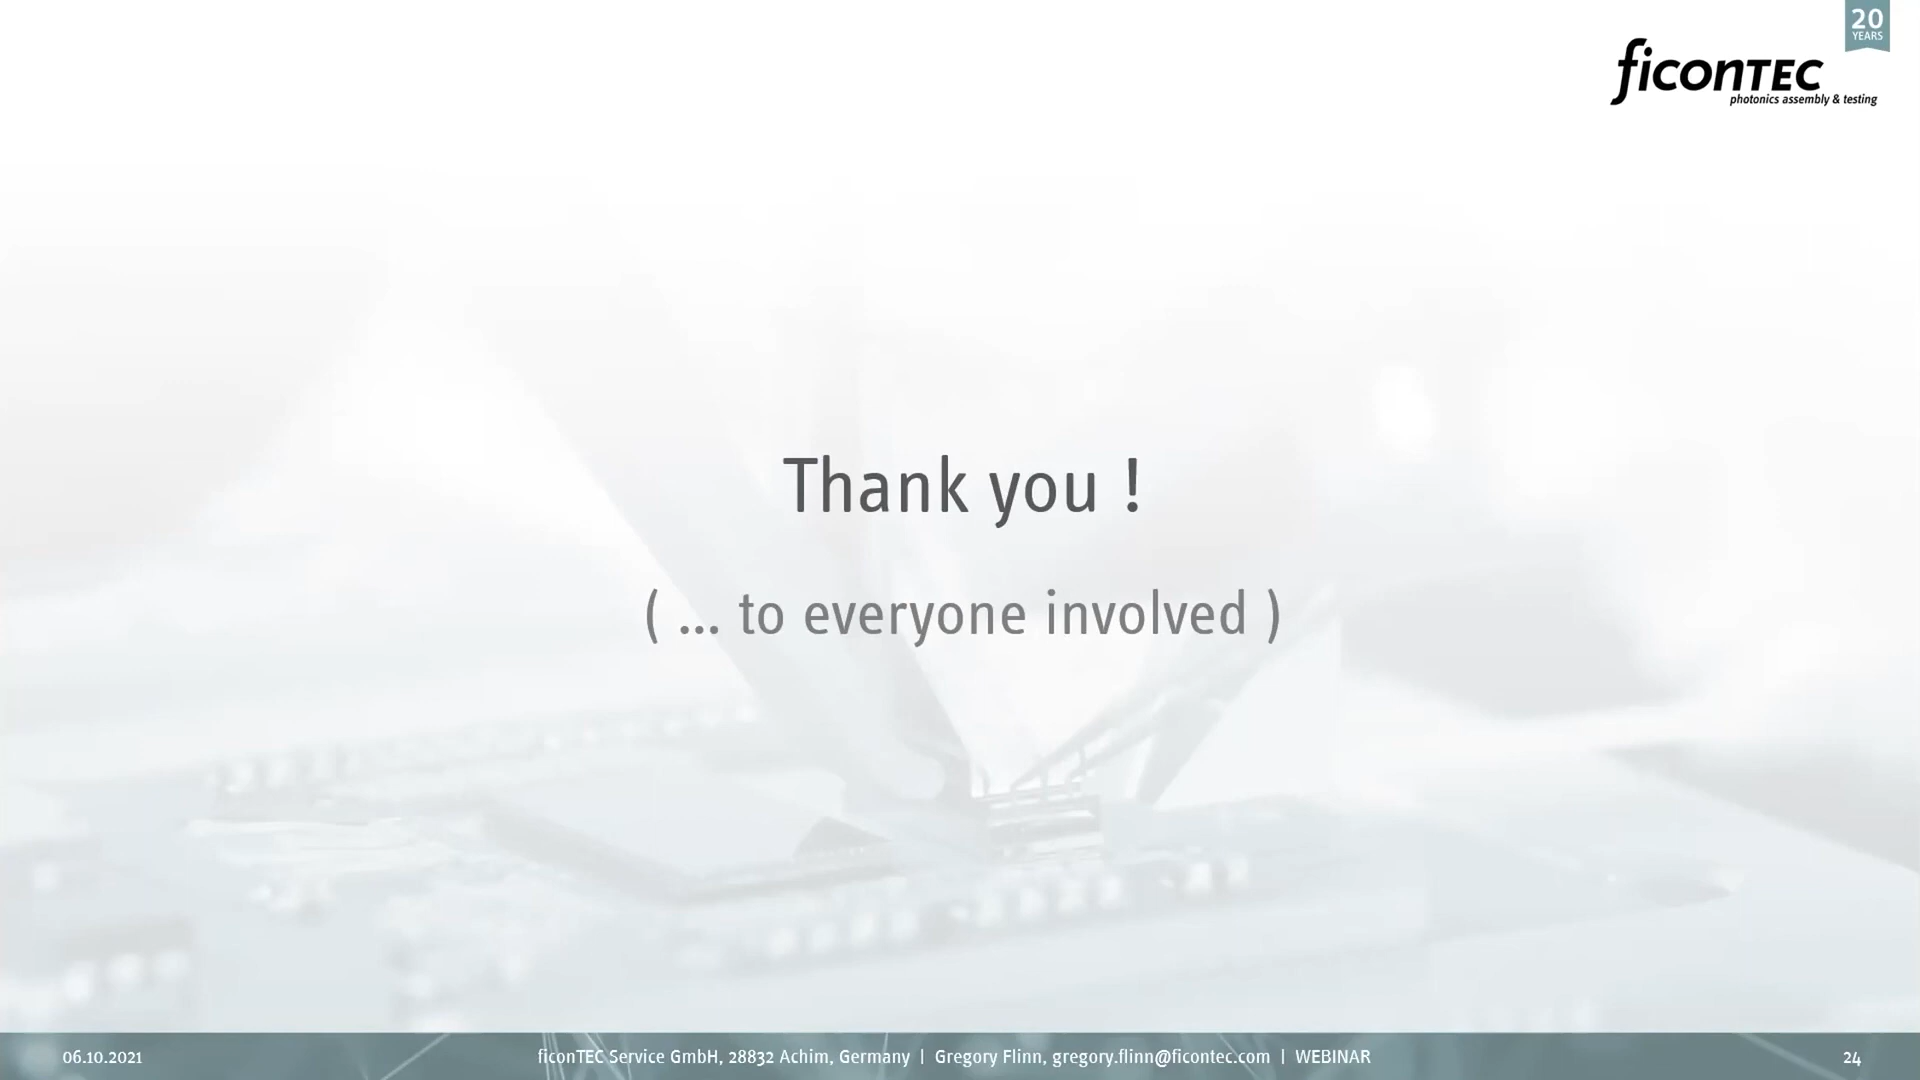 20
YEARS
ficonTEC
photonics assembly & testing
Thank you !
( ... to everyone involved )
06.10.2021
ficonTEC Service GmbH, 28832 Achim, Germany | Gregory Flinn, gregory.flinn@ficontec.com | WEBINAR
24